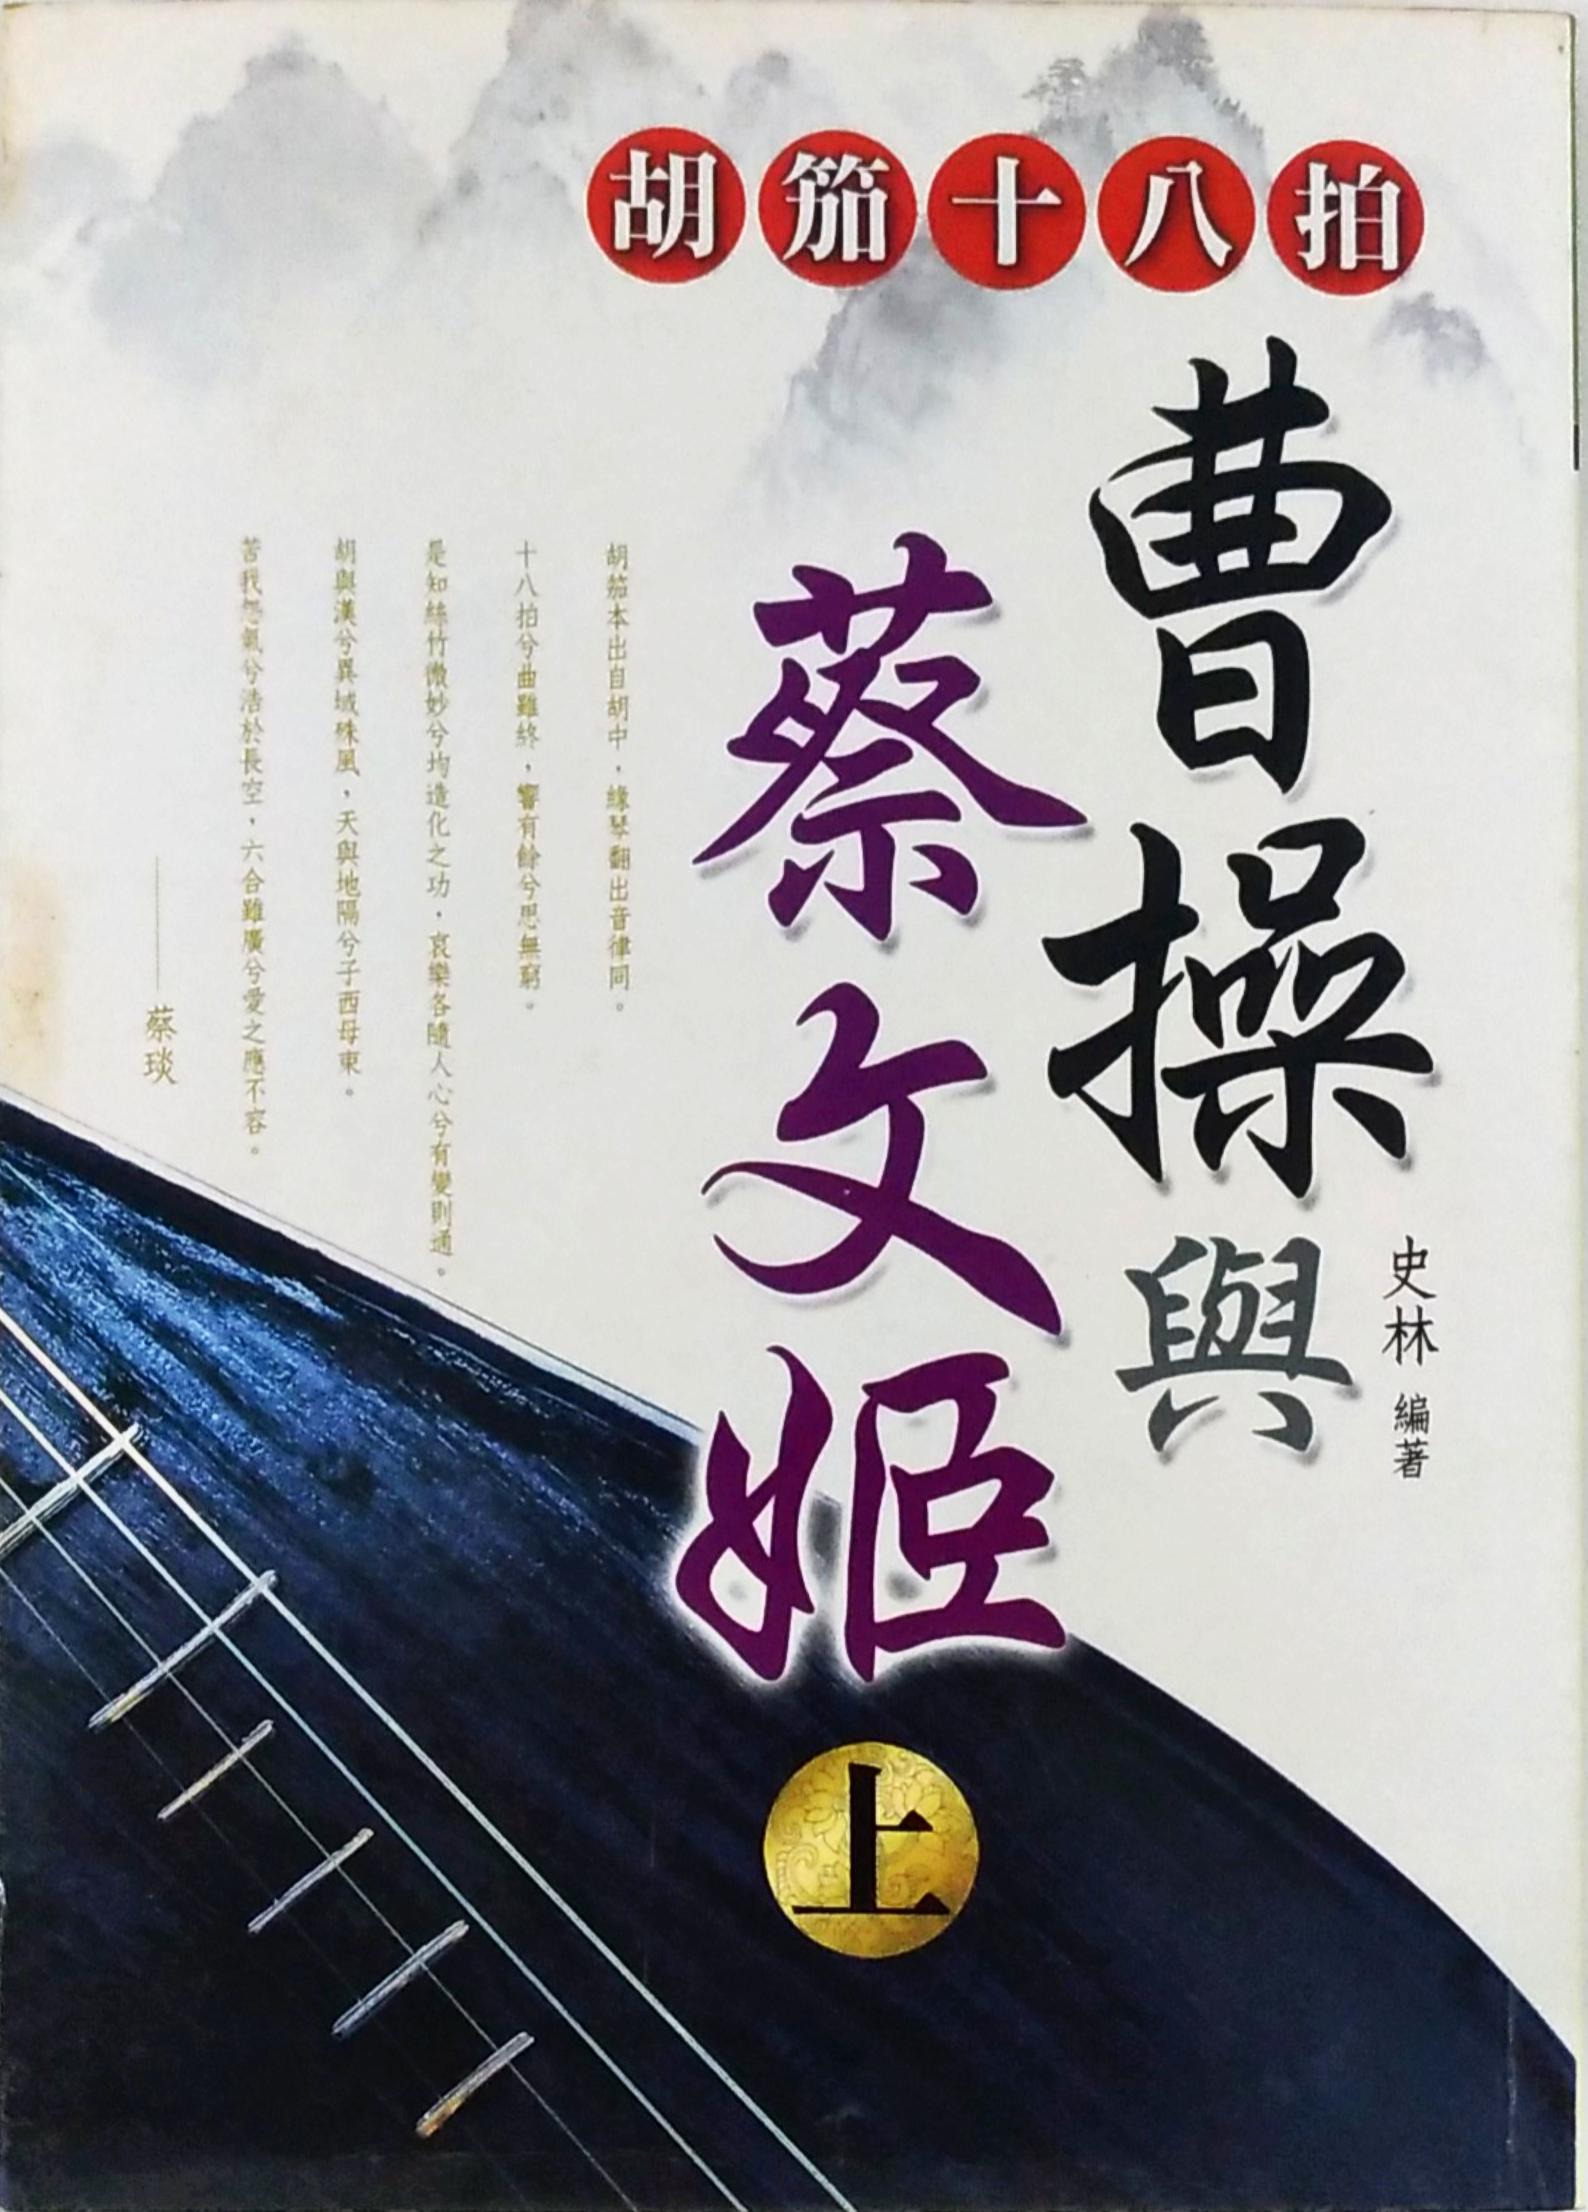 胡笳十八拍
曹操與
蔡文姬
上
史林 編著
胡笳本出自胡中，緣琴翻出音律同。
十八拍兮曲雖終，響有餘兮思無窮。
是知絲竹微妙兮均造化之功，哀樂各隨人心兮有變則通。
胡與漢兮異域殊風，天與地隔兮子西母東。
苦我怨氣兮浩於長空，六合雖廣兮愛之應不容。
——蔡琰